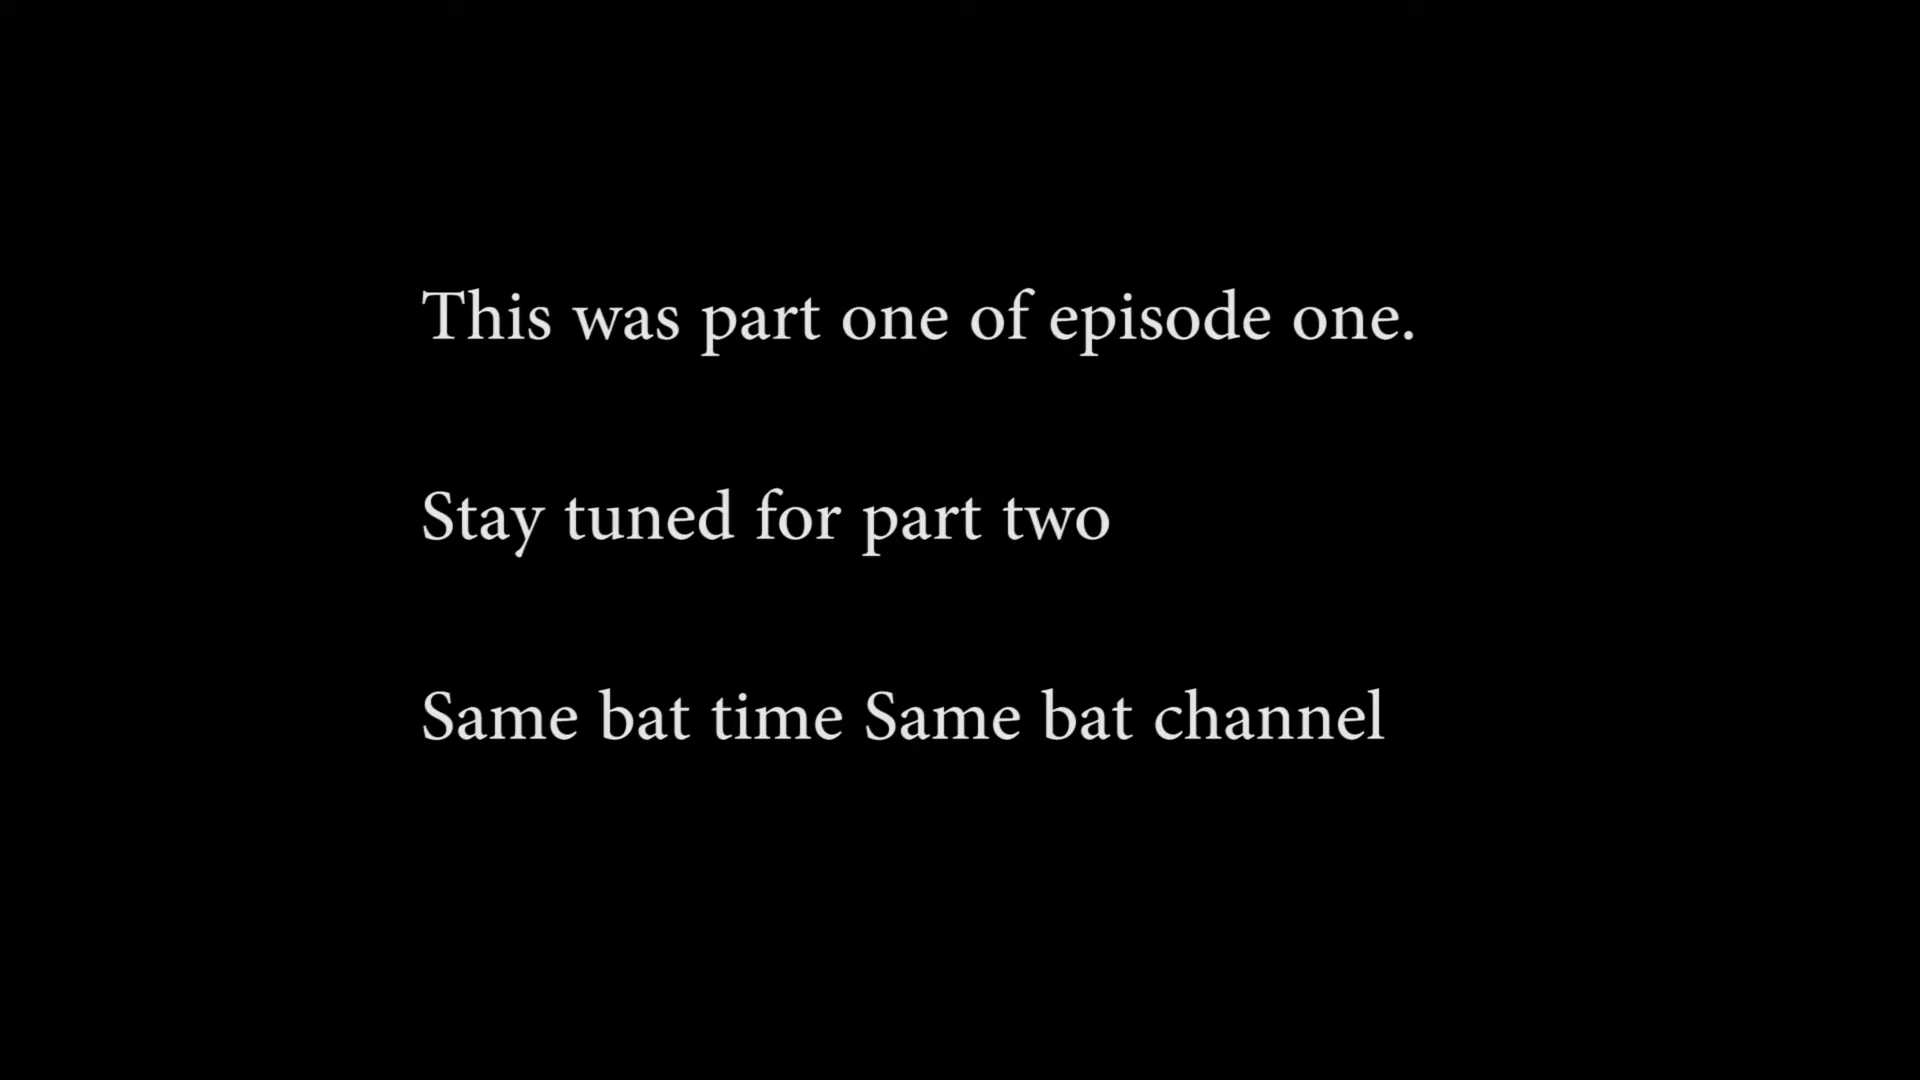 This was part one of episode one.
Stay tuned for part two
Same bat time Same bat channel